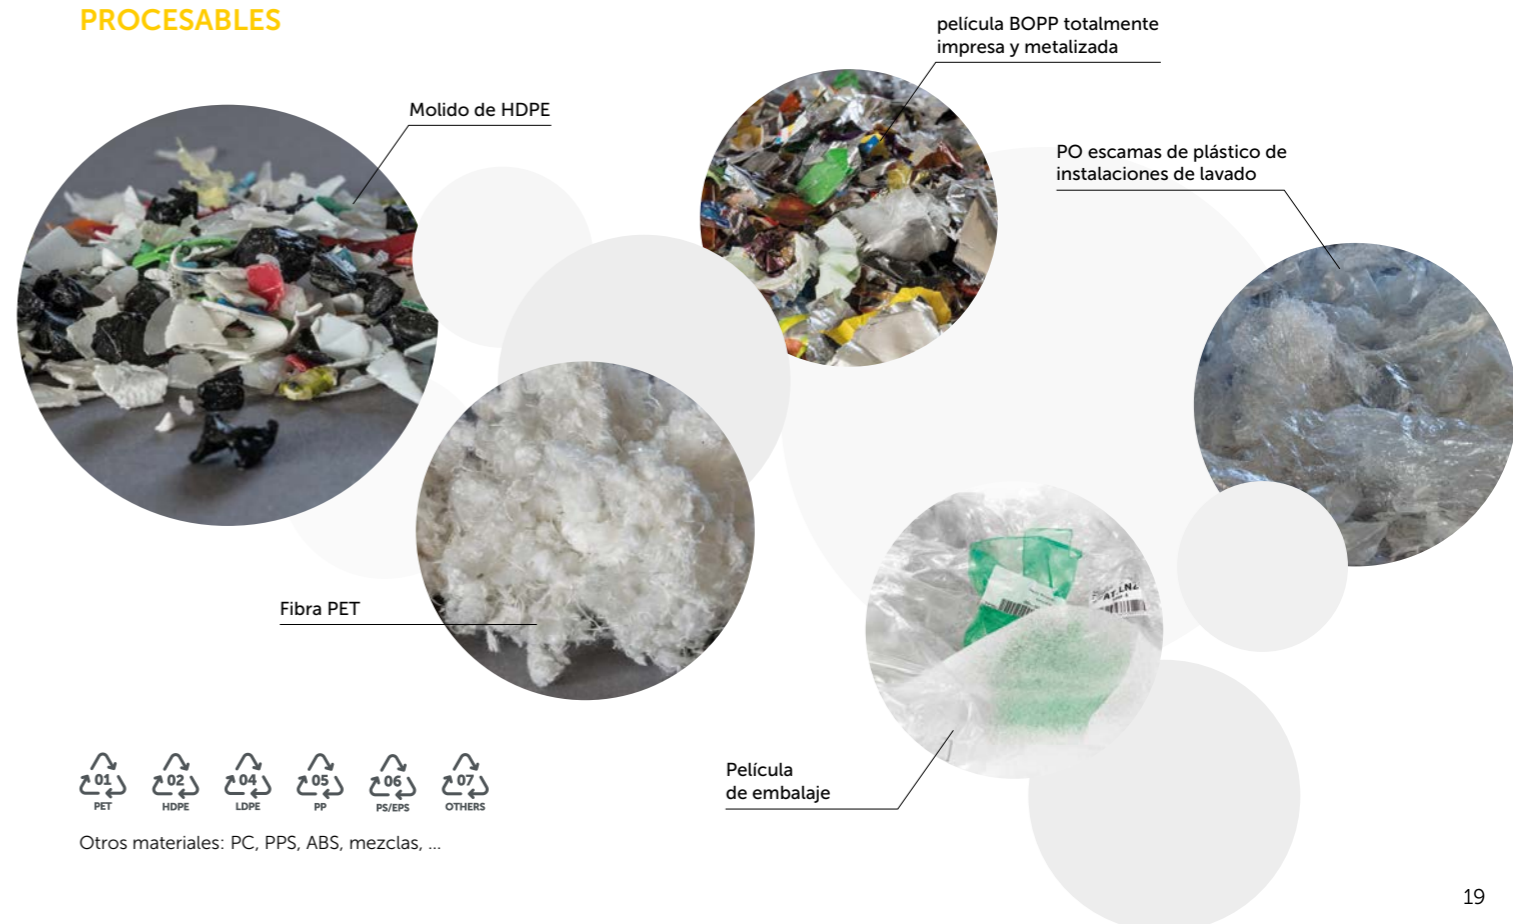 PROCESABLES
película BOPP totalmente
impresa y metalizada
Molido de HDPE
PO escamas de plástico de
instalaciones de lavado
Fibra PET
AT-LNZ
Película
de embalaje
01
PET
02
HDPE
04
LDPE
05
PP
06
PS/EPS
07
OTHERS
Otros materiales: PC, PPS, ABS, mezclas, ...
19